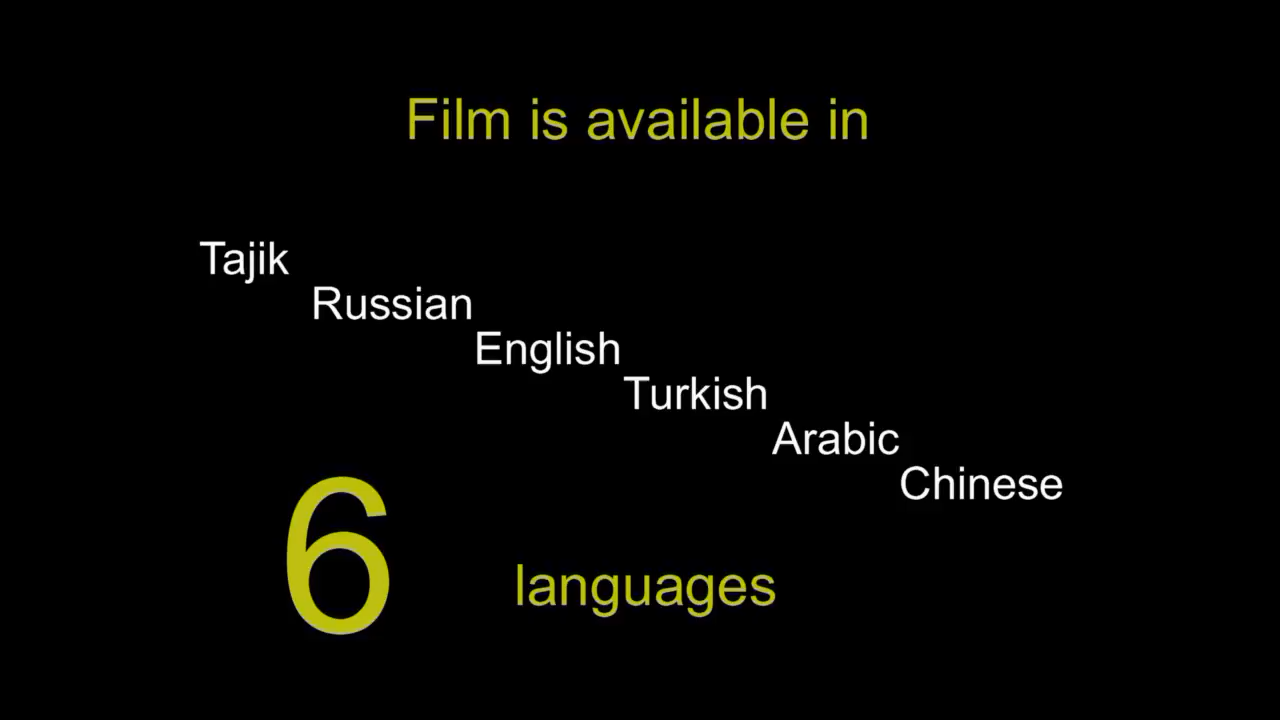 Film is available in
Tajik
Russian
English
Turkish
Arabic
Chinese
6 languages